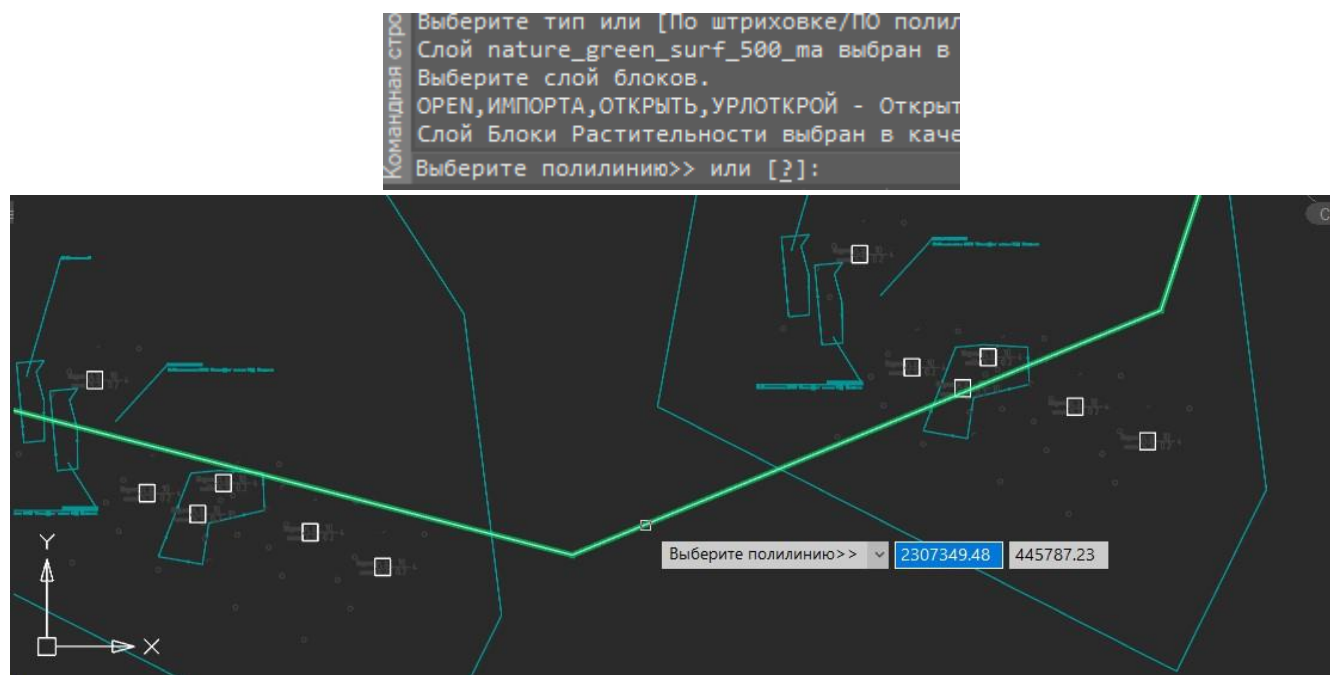 Командная стро
Выберите тип или [По штриховке/ПО полил
Слой nature_green_surf_500_ma выбран в
Выберите слой блоков.
OPEN,ИМПОРТА,ОТКРЫТЬ,УРЛОТКРОЙ - Открыт
Слой Блоки Растительности выбран в каче
Выберите полилинию>> или [?]:
C
Выберите полилинию>> 2307349.48 445787.23
Y
X